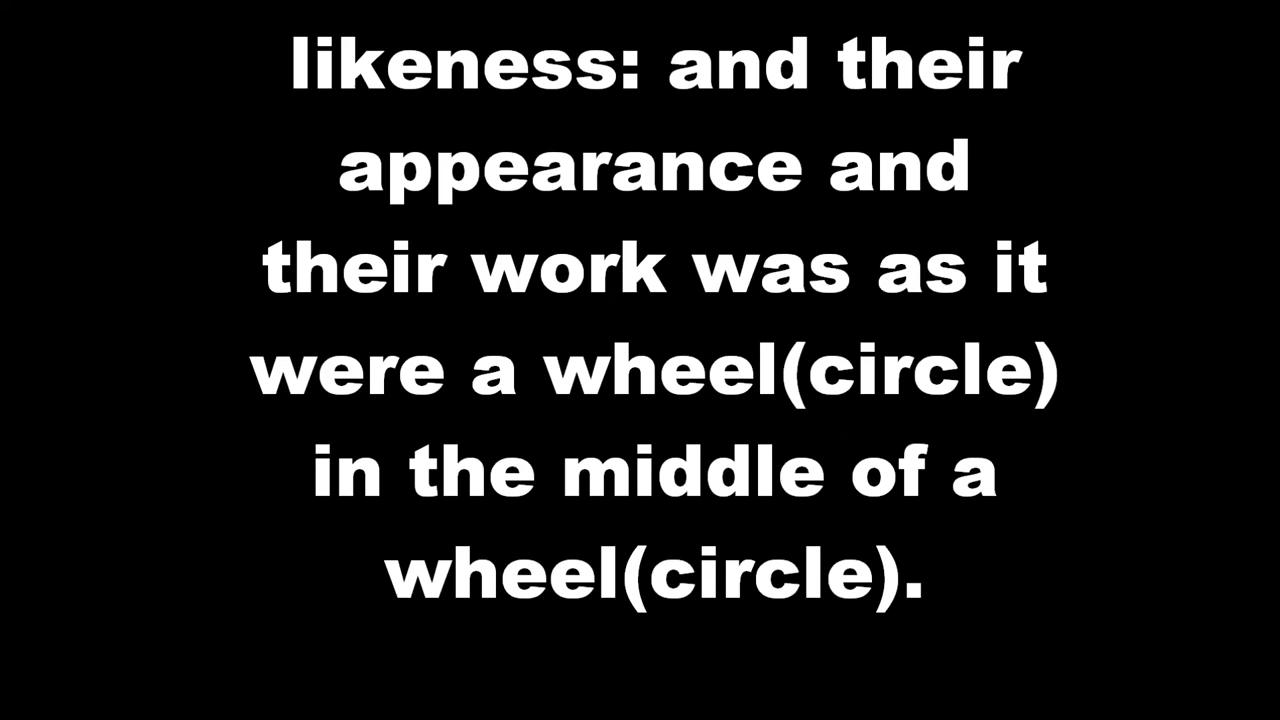 likeness: and their
appearance and
their work was as it
were a wheel(circle)
in the middle of a
wheel(circle).